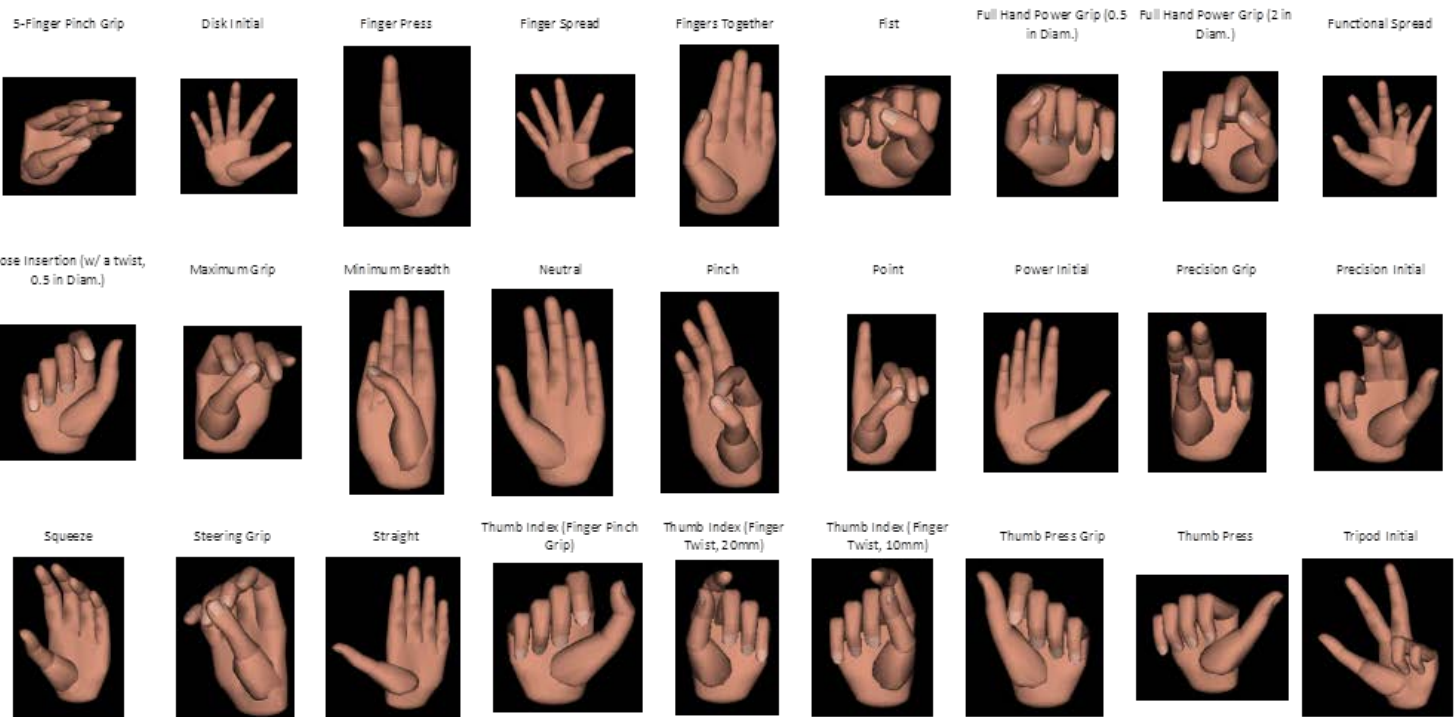 5-Finger Pinch Grip
Disk Initial
Finger Press
Finger Spread
Fingers Together
Fist
Full Hand Power Grip (0.5
in Diam.)
Full Hand Power Grip (2 in
Diam.)
Functional Spread
ose Insertion (w/ a twist,
0.5 in Diam.)
Maximum Grip
Minimum Breadth
Neutral
Pinch
Point
Power Initial
Precision Grip
Precision Initial
Squeeze
Steering Grip
Straight
Thumb Index (Finger Pinch
Grip)
Thumb Index (Finger
Twist, 20mm)
Thumb Index (Finger
Twist, 10mm)
Thumb Press Grip
Thumb Press
Tripod Initial